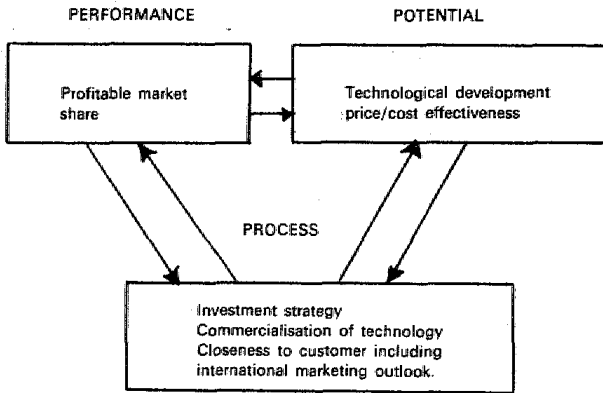 PERFORMANCE
POTENTIAL
Profitable market
share
Technological development
price/cost effectiveness
PROCESS
Investment strategy
Commercialisation of technology
Closeness to customer including
international marketing outlook.